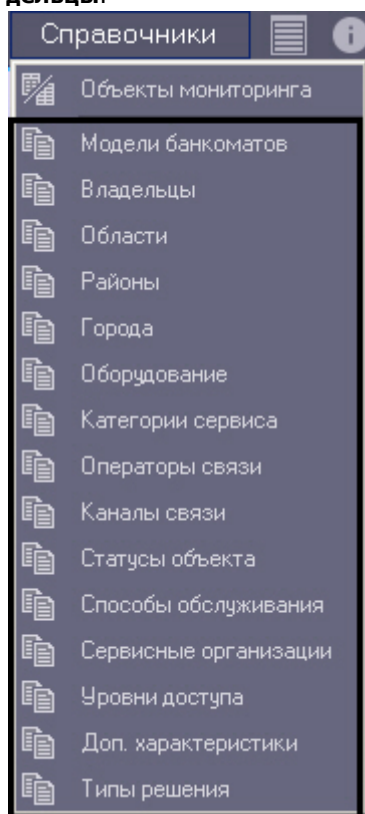 дельцы.
Справочники
Объекты мониторинга
Модели банкоматов
Владельцы
Области
Районы
Города
Оборудование
Категории сервиса
Операторы связи
Каналы связи
Статусы объекта
Способы обслуживания
Сервисные организации
Уровни доступа
Доп. характеристики
Типы решения